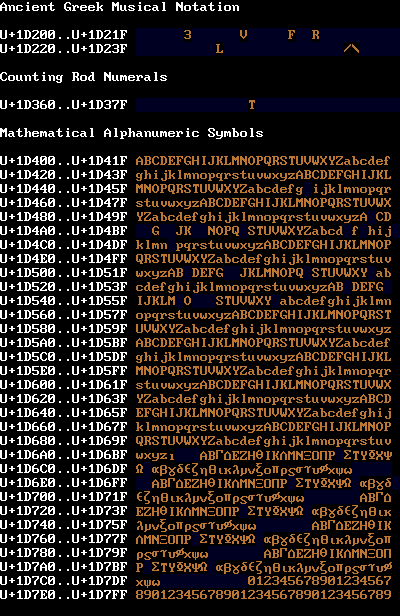 Ancient Greek Musical Notation
U+1D200..U+1D21F 3 V F R
U+1D220..U+1D23F L /\
Counting Rod Numerals
U+1D360..U+1D37F T
Mathematical Alphanumeric Symbols
U+1D400..U+1D41F ABCDEFGHIJKLMNOPQRSTUVWXYZabcdef
U+1D420..U+1D43F ghijklmnopqrstuvwxyzABCDEFGHIJKL
U+1D440..U+1D45F MNOPQRSTUVWXYZabcdefg ijklmnopqr
U+1D460..U+1D47F stuvwxyzABCDEFGHIJKLMNOPQRSTUVWX
U+1D480..U+1D49F YZabcdefghijklmnopqrstuvwxyzA CD
U+1D4A0..U+1D4BF G JK NOPQ STUVWXYZabcd f hij
U+1D4C0..U+1D4DF klmn pqrstuvwxyzABCDEFGHIJKLMNOP
U+1D4E0..U+1D4FF QRSTUVWXYZabcdefghijklmnopqrstuv
U+1D500..U+1D51F wxyzAB DEFG JKLMNOPQ STUVWXY ab
U+1D520..U+1D53F cdefghijklmnopqrstuvwxyzAB DEFG
U+1D540..U+1D55F IJKLM O STUVWXY abcdefghijklmn
U+1D560..U+1D57F opqrstuvwxyzABCDEFGHIJKLMNOPQRST
U+1D580..U+1D59F UVWXYZabcdefghijklmnopqrstuvwxyz
U+1D5A0..U+1D5BF ABCDEFGHIJKLMNOPQRSTUVWXYZabcdef
U+1D5C0..U+1D5DF ghijklmnopqrstuvwxyzABCDEFGHIJKL
U+1D5E0..U+1D5FF MNOPQRSTUVWXYZabcdefghijklmnopqr
U+1D600..U+1D61F stuvwxyzABCDEFGHIJKLMNOPQRSTUVWX
U+1D620..U+1D63F YZabcdefghijklmnopqrstuvwxyzABCD
U+1D640..U+1D65F EFGHIJKLMNOPQRSTUVWXYZabcdefghij
U+1D660..U+1D67F klmnopqrstuvwxyzABCDEFGHIJKLMNOP
U+1D680..U+1D69F QRSTUVWXYZabcdefghijklmnopqrstuv
U+1D6A0..U+1D6BF wxyzı ΑΒΓΔΕΖΗΘΙΚΛΜΝΞΟΠΡ ΣΤΥΦΧΨ
U+1D6C0..U+1D6DF Ω αβγδεζηθικλμνξοπρςστυφχψω
U+1D6E0..U+1D6FF ΑΒΓΔΕΖΗΘΙΚΛΜΝΞΟΠΡ ΣΤΥΦΧΨΩ αβγδ
U+1D700..U+1D71F εζηθικλμνξοπρςστυφχψω ΑΒΓΔ
U+1D720..U+1D73F ΕΖΗΘΙΚΛΜΝΞΟΠΡ ΣΤΥΦΧΨΩ αβγδεζηθικ
U+1D740..U+1D75F λμνξοπρςστυφχψω ΑΒΓΔΕΖΗΘΙΚ
U+1D760..U+1D77F ΛΜΝΞΟΠΡ ΣΤΥΦΧΨΩ αβγδεζηθικλμνξοπ
U+1D780..U+1D79F ρςστυφχψω ΑΒΓΔΕΖΗΘΙΚΛΜΝΞΟΠ
U+1D7A0..U+1D7BF Ρ ΣΤΥΦΧΨΩ αβγδεζηθικλμνξοπρςστυφ
U+1D7C0..U+1D7DF χψω 012345678901234567
U+1D7E0..U+1D7FF 89012345678901234567890123456789